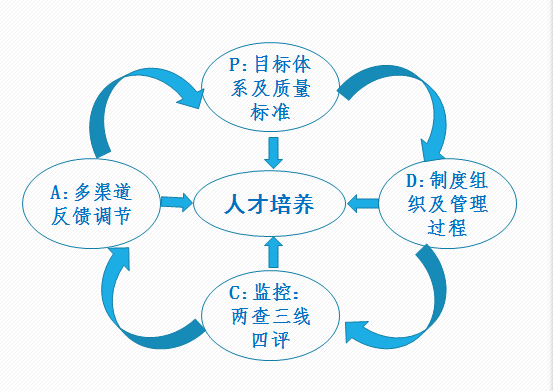 P:目标体
系及质量
标准
A:多渠道
反馈调节
人才培养
D:制度组
织及管理
过程
C:监控:
两查三线
四评